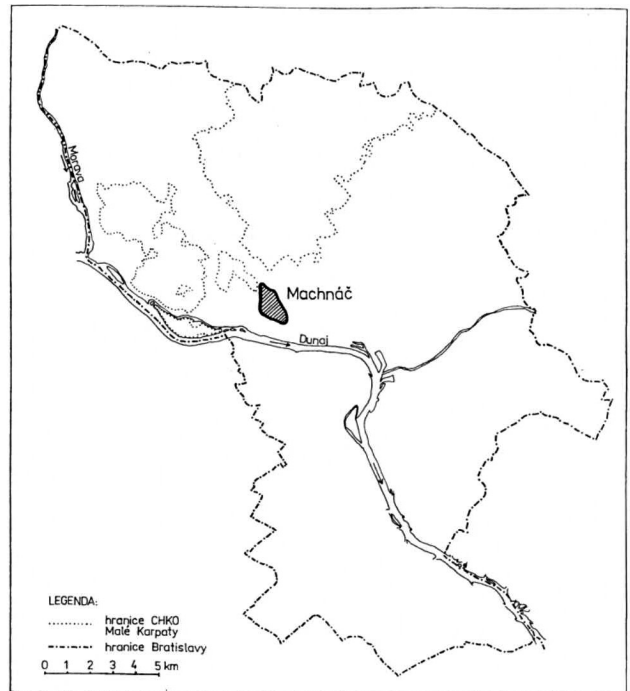 Morava
Machnáč
Dunaj
LEGENDA:
hranice CHKO
Malé Karpaty
hranice Bratislavy
0 1 2 3 4 5 km